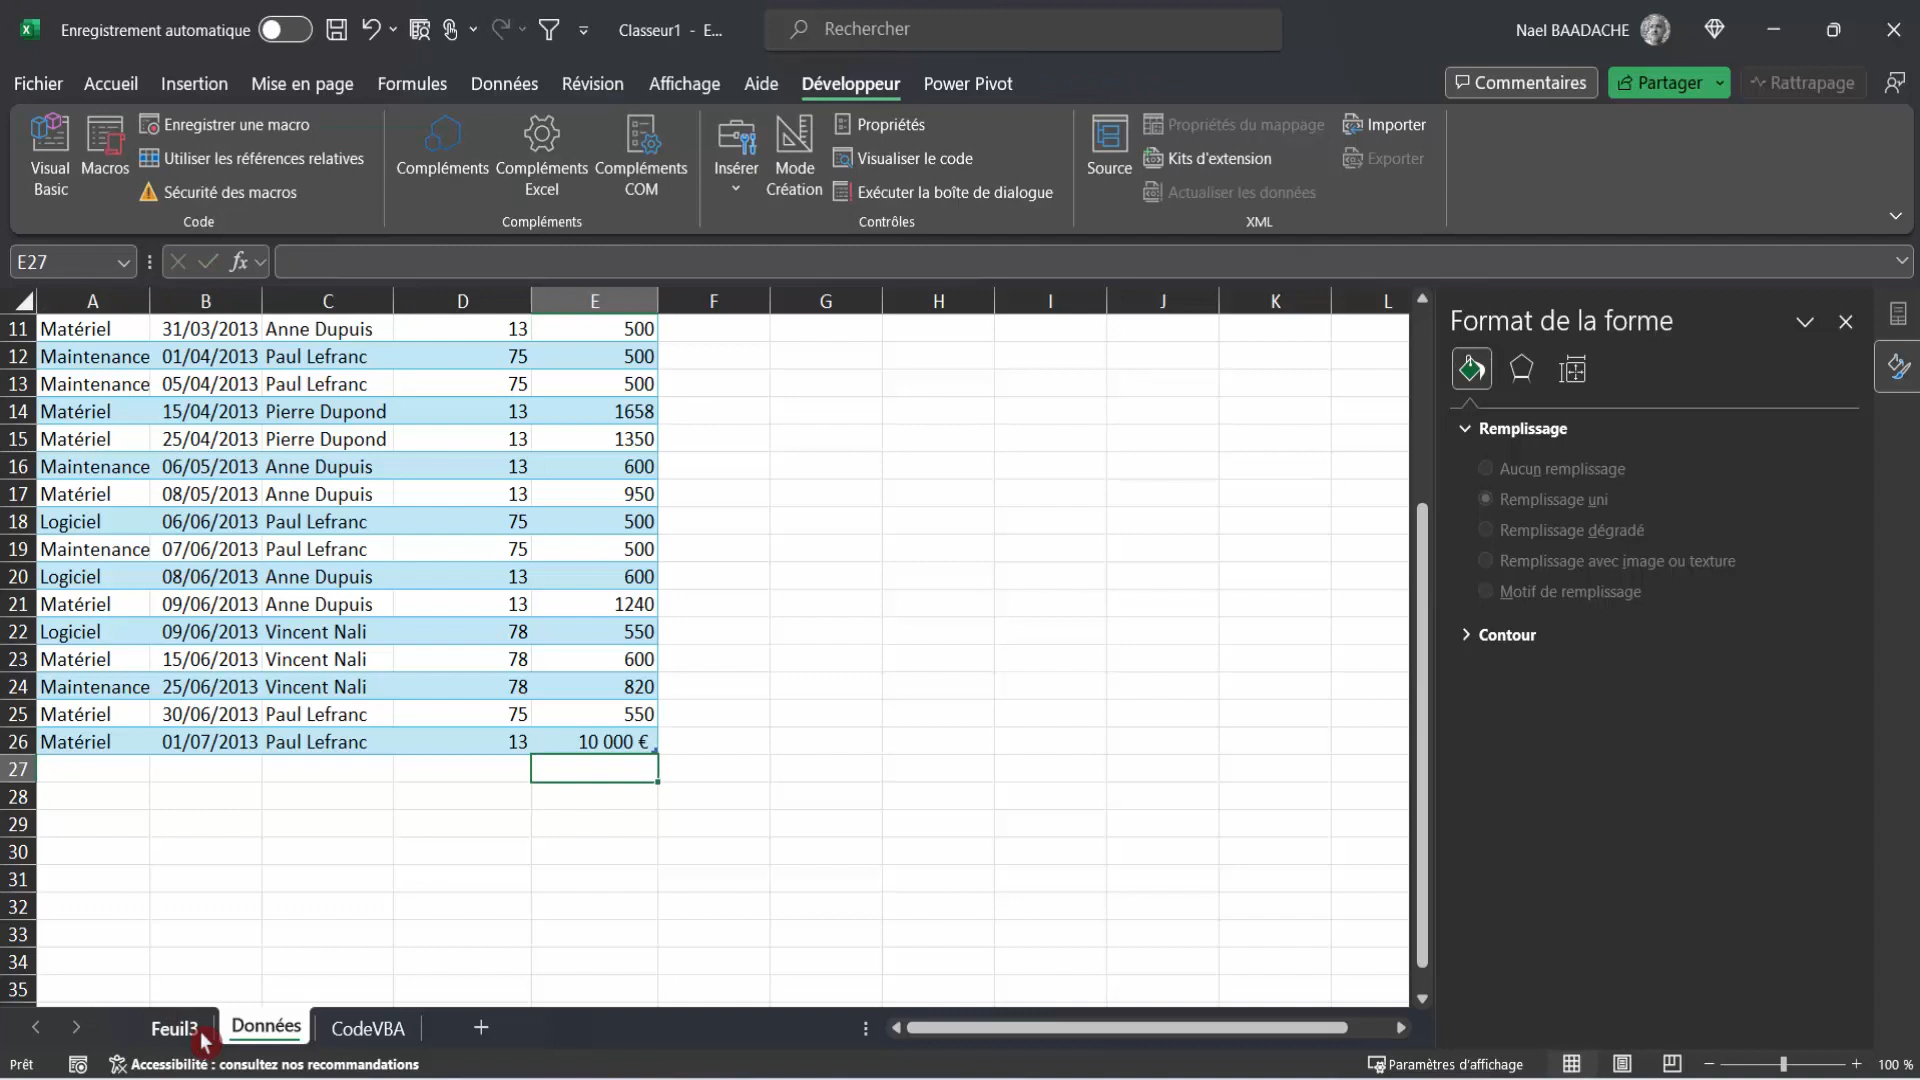 Enregistrement automatique
Classeur1 - E...
Rechercher
Nael BAADACHE
Fichier Accueil Insertion Mise en page Formules Données Révision Affichage Aide Développeur Power Pivot
Commentaires Partager Rattrapage
Visual Basic
Macros
Enregistrer une macro
Utiliser les références relatives
Sécurité des macros
Code
Compléments
Compléments Excel
Compléments COM
Compléments
Insérer
Mode Création
Propriétés
Visualiser le code
Exécuter la boîte de dialogue
Contrôles
Source
Propriétés du mappage
Kits d'extension
Actualiser les données
Importer
Exporter
XML
E27
fx
A B C D E F G H I J K L
11 Matériel 31/03/2013 Anne Dupuis 13 500
12 Maintenance 01/04/2013 Paul Lefranc 75 500
13 Maintenance 05/04/2013 Paul Lefranc 75 500
14 Matériel 15/04/2013 Pierre Dupond 13 1658
15 Matériel 25/04/2013 Pierre Dupond 13 1350
16 Maintenance 06/05/2013 Anne Dupuis 13 600
17 Matériel 08/05/2013 Anne Dupuis 13 950
18 Logiciel 06/06/2013 Paul Lefranc 75 500
19 Maintenance 07/06/2013 Paul Lefranc 75 500
20 Logiciel 08/06/2013 Anne Dupuis 13 600
21 Matériel 09/06/2013 Anne Dupuis 13 1240
22 Logiciel 09/06/2013 Vincent Nali 78 550
23 Matériel 15/06/2013 Vincent Nali 78 600
24 Maintenance 25/06/2013 Vincent Nali 78 820
25 Matériel 30/06/2013 Paul Lefranc 75 550
26 Matériel 01/07/2013 Paul Lefranc 13 10 000 €
27
28
29
30
31
32
33
34
35
Format de la forme
Remplissage
Aucun remplissage
Remplissage uni
Remplissage dégradé
Remplissage avec image ou texture
Motif de remplissage
Contour
Feuil3 Données CodeVBA
Prêt
Accessibilité : consultez nos recommandations
Paramètres d'affichage
100 %